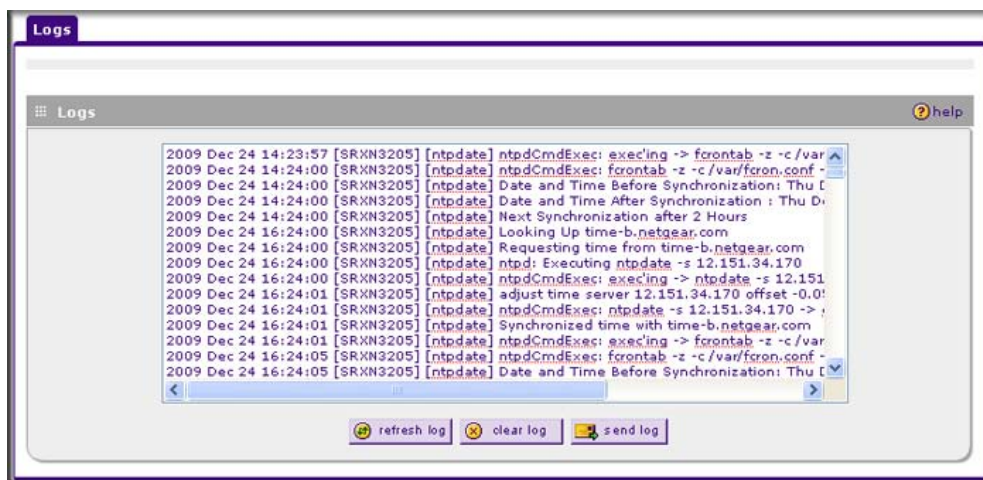 Logs
Logs
help
2009 Dec 24 14:23:57 [SRXN3205] [ntpdate] ntpdCmdExec: exec'ing -> fcrontab -z -c /var
2009 Dec 24 14:24:00 [SRXN3205] [ntpdate] ntpdCmdExec: fcrontab -z -c /var/fcron.conf -
2009 Dec 24 14:24:00 [SRXN3205] [ntpdate] Date and Time Before Synchronization: Thu D
2009 Dec 24 14:24:00 [SRXN3205] [ntpdate] Date and Time After Synchronization : Thu De
2009 Dec 24 14:24:00 [SRXN3205] [ntpdate] Next Synchronization after 2 Hours
2009 Dec 24 16:24:00 [SRXN3205] [ntpdate] Looking Up time-b.netgear.com
2009 Dec 24 16:24:00 [SRXN3205] [ntpdate] Requesting time from time-b.netgear.com
2009 Dec 24 16:24:00 [SRXN3205] [ntpdate] ntpd: Executing ntpdate -s 12.151.34.170
2009 Dec 24 16:24:00 [SRXN3205] [ntpdate] ntpdCmdExec: exec'ing -> ntpdate -s 12.151
2009 Dec 24 16:24:01 [SRXN3205] [ntpdate] adjust time server 12.151.34.170 offset
2009 Dec 24 16:24:01 [SRXN3205] [ntpdate] ntpdCmdExec: ntpdate -s 12.151.34.170 ->
2009 Dec 24 16:24:01 [SRXN3205] [ntpdate] Synchronized time with time-b.netgear.com
2009 Dec 24 16:24:01 [SRXN3205] [ntpdate] ntpdCmdExec: exec'ing -> fcrontab -z -c /var
2009 Dec 24 16:24:05 [SRXN3205] [ntpdate] ntpdCmdExec: fcrontab -z -c /var/fcron.conf -
2009 Dec 24 16:24:05 [SRXN3205] [ntpdate] Date and Time Before Synchronization: Thu D
refresh log clear log send log